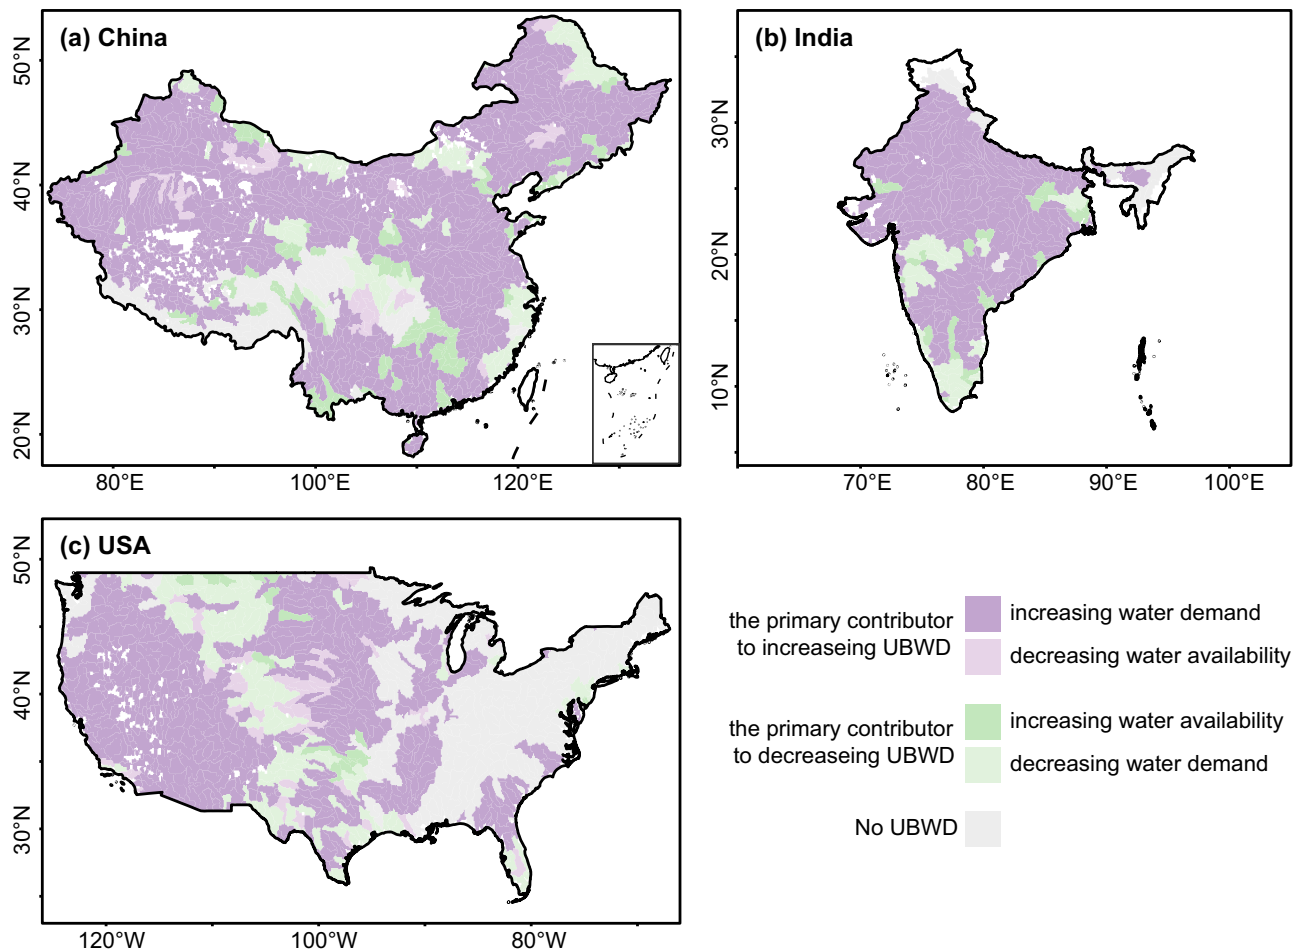 (a) China
50°N
40°N
30°N
20°N
80°E
100°E
120°E
(b) India
30°N
20°N
10°N
70°E
80°E
90°E
100°E
(c) USA
50°N
40°N
30°N
120°W
100°W
80°W
the primary contributor
to increaseing UBWD
increasing water demand
decreasing water availability
the primary contributor
to decreaseing UBWD
increasing water availability
decreasing water demand
No UBWD